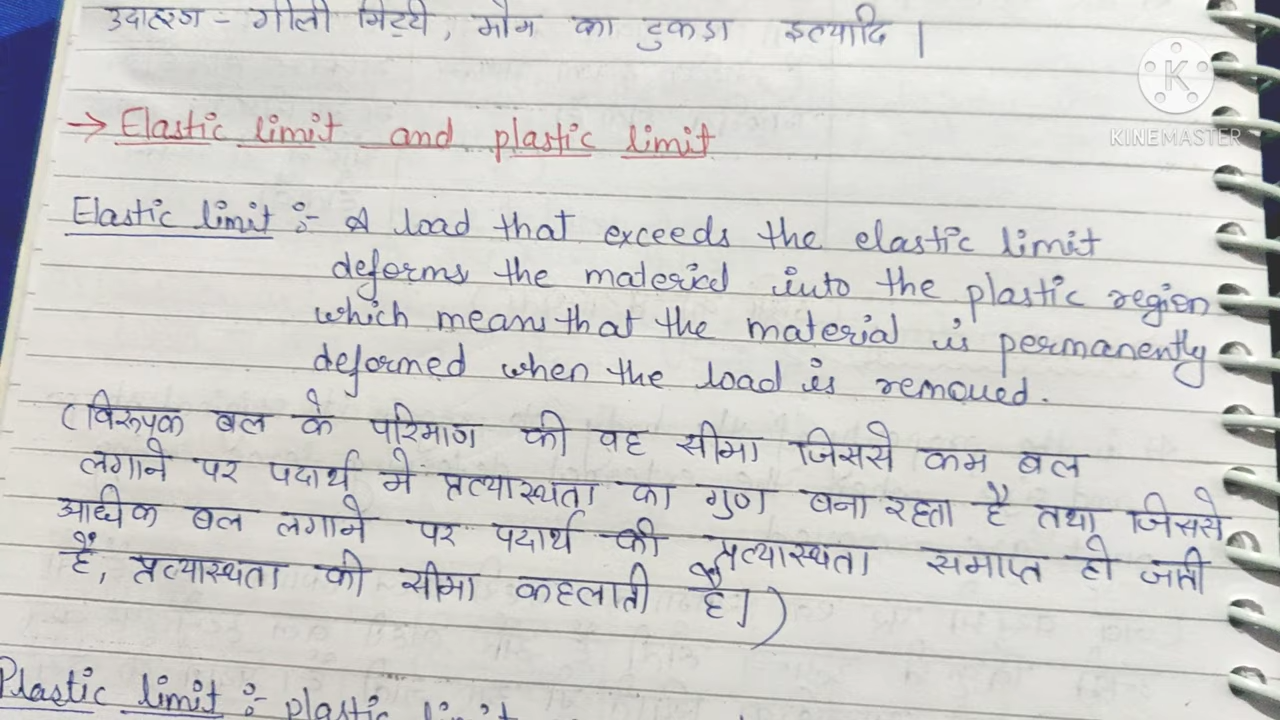 उदाहरण - गीली मिट्टी, मोम का टुकड़ा इत्यादि |
K
KINEMASTER
→ Elastic limit and plastic limit
Elastic limit :- A load that exceeds the elastic limit
deforms the material into the plastic region
which means that the material is permanently
deformed when the load is removed.
(विरूपक बल के परिमाण की वह सीमा जिससे कम बल
लगाने पर पदार्थ में प्रत्यास्थता का गुण बना रहता है तथा जिससे
अधिक बल लगाने पर पदार्थ की प्रत्यास्थता समाप्त हो जाती
है, प्रत्यास्थता की सीमा कहलाती है।)
Plastic limit :- plastic limit